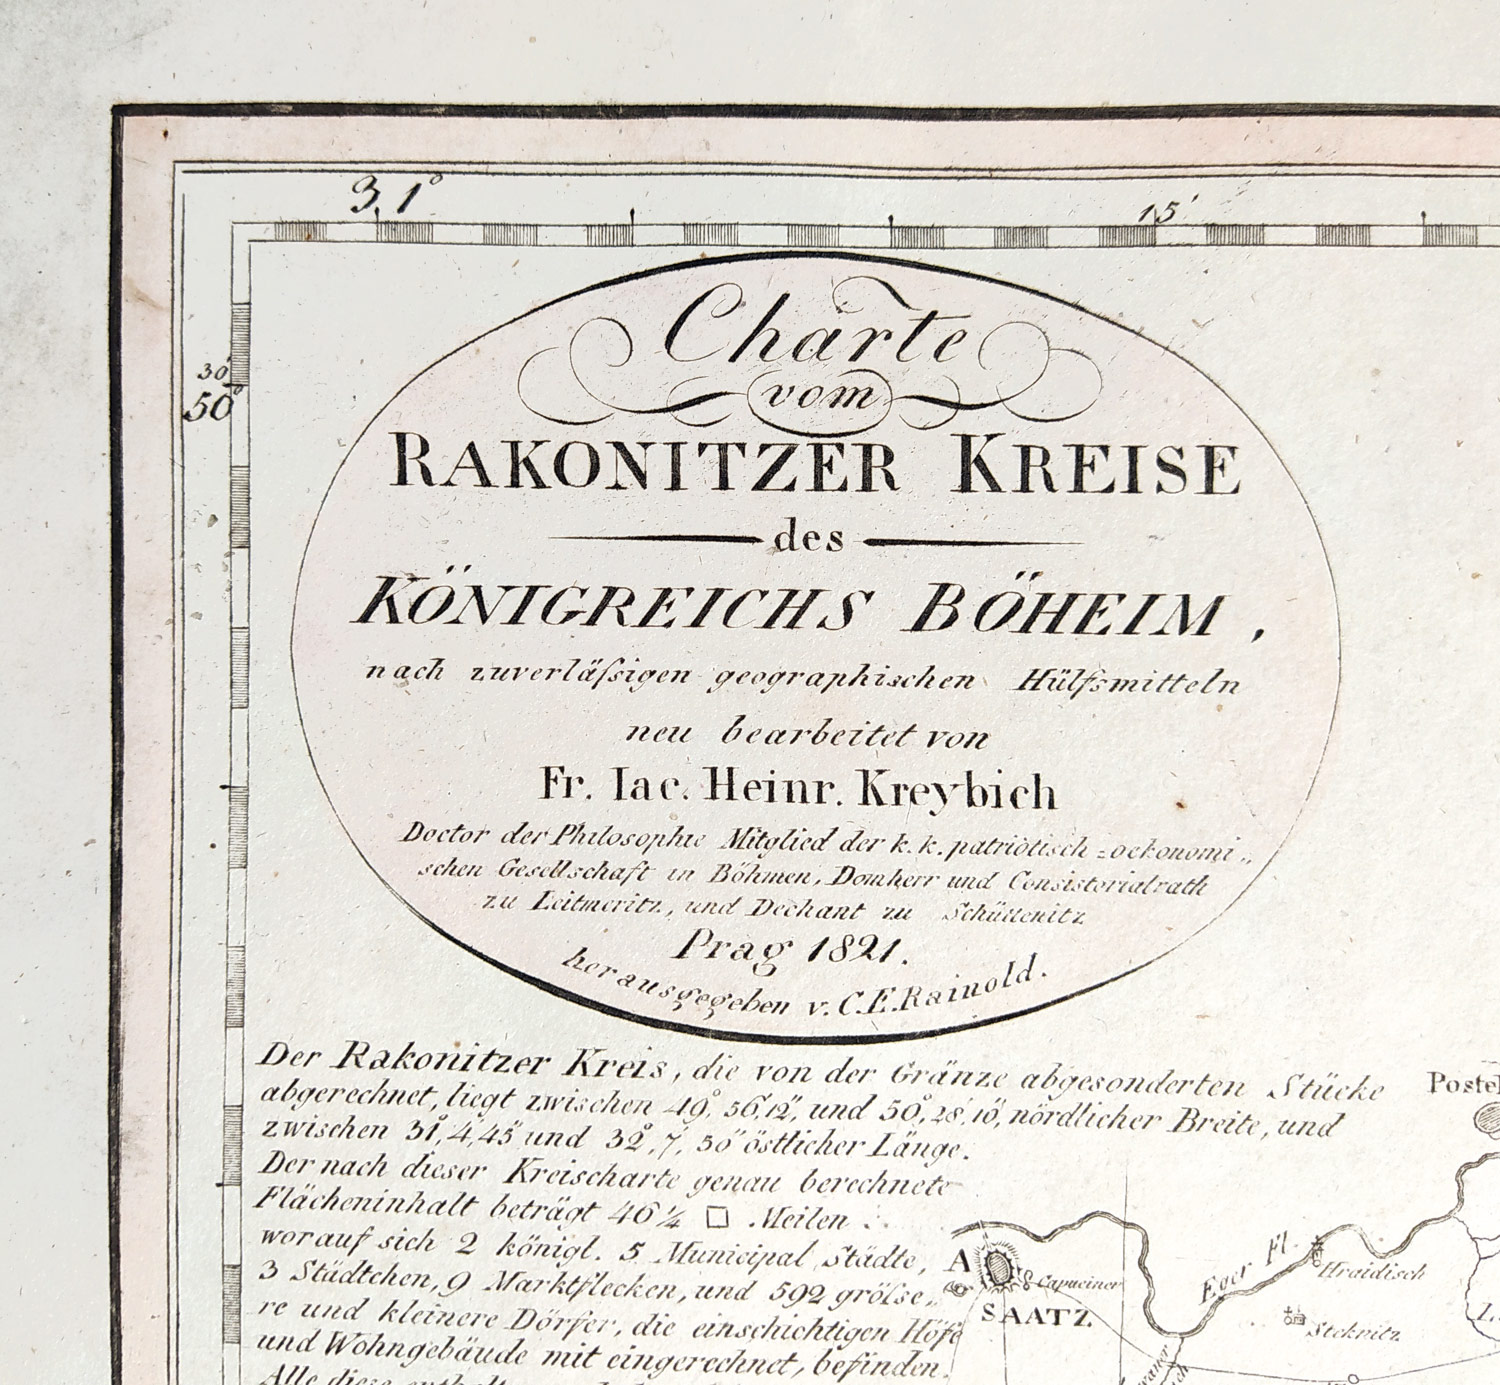 31°
15'
30'
50°
Charte
vom
RAKONITZER KREISE
des
KÖNIGREICHS BÖHEIM,
nach zuverläſsigen geographischen Hülfsmitteln
neu bearbeitet von
Fr. Iac. Heinr. Kreybich
Doctor der Philosophie Mitglied der k. k. patriotisch-oekonomi-
schen Gesellschaft in Böhmen, Domherr und Consistorialrath
zu Leitmeritz, und Dechant zu Schüttenitz
Prag 1821.
herausgegeben v. C. E. Rainold.
Der Rakonitzer Kreis, die von der Gränze abgesonderten Stücke
abgerechnet, liegt zwischen 49°, 56', 12", und 50°, 28', 10", nördlicher Breite, und
zwischen 31°, 4', 45" und 32°, 7', 50" östlicher Länge.
Der nach dieser Kreischarte genau berechnete
Flächeninhalt beträgt 46 1/4 □ Meilen
worauf sich 2 königl. 5 Municipal Städte,
3 Städtchen, 9 Marktflecken, und 592 gröſse-
re und kleinere Dörfer, die einschichtigen Höfe
und Wohngebäude mit eingerechnet, befinden.
Alle diese
Postel
A
Capuciner
SAATZ
Eger Fl.
Hraidisch
Steknitz